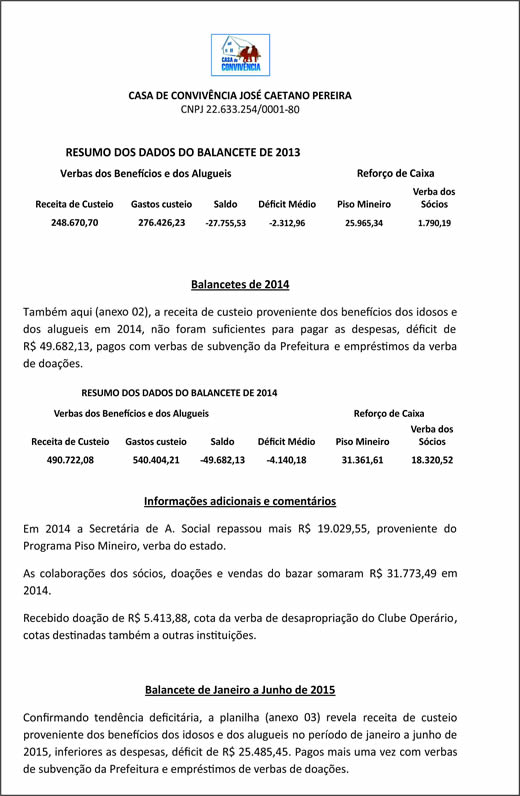 CASA DE
CONVIVÊNCIA
CASA DE CONVIVÊNCIA JOSÉ CAETANO PEREIRA
CNPJ 22.633.254/0001-80
RESUMO DOS DADOS DO BALANCETE DE 2013
Verbas dos Benefícios e dos Alugueis Reforço de Caixa
Receita de Custeio Gastos custeio Saldo Déficit Médio Piso Mineiro Verba dos Sócios
248.670,70 276.426,23 -27.755,53 -2.312,96 25.965,34 1.790,19
Balancetes de 2014
Também aqui (anexo 02), a receita de custeio proveniente dos benefícios dos idosos e
dos alugueis em 2014, não foram suficientes para pagar as despesas, déficit de
R$ 49.682,13, pagos com verbas de subvenção da Prefeitura e empréstimos da verba
de doações.
RESUMO DOS DADOS DO BALANCETE DE 2014
Verbas dos Benefícios e dos Alugueis Reforço de Caixa
Receita de Custeio Gastos custeio Saldo Déficit Médio Piso Mineiro Verba dos Sócios
490.722,08 540.404,21 -49.682,13 -4.140,18 31.361,61 18.320,52
Informações adicionais e comentários
Em 2014 a Secretária de A. Social repassou mais R$ 19.029,55, proveniente do
Programa Piso Mineiro, verba do estado.
As colaborações dos sócios, doações e vendas do bazar somaram R$ 31.773,49 em
2014.
Recebido doação de R$ 5.413,88, cota da verba de desapropriação do Clube Operário,
cotas destinadas também a outras instituições.
Balancete de Janeiro a Junho de 2015
Confirmando tendência deficitária, a planilha (anexo 03) revela receita de custeio
proveniente dos benefícios dos idosos e dos alugueis no período de janeiro a junho de
2015, inferiores as despesas, déficit de R$ 25.485,45. Pagos mais uma vez com verbas
de subvenção da Prefeitura e empréstimos de verbas de doações.